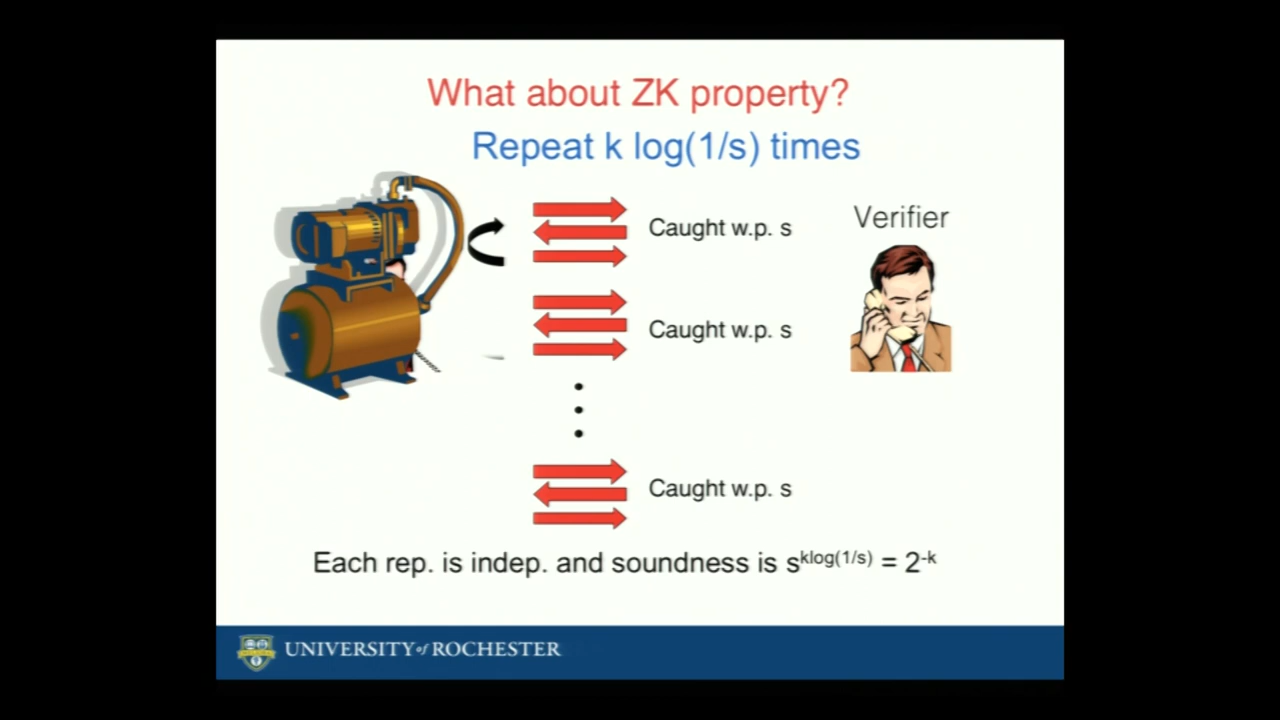 What about ZK property?
Repeat k log(1/s) times
Caught w.p. s
Verifier
Caught w.p. s
Caught w.p. s
Each rep. is indep. and soundness is s^klog(1/s) = 2^-k
UNIVERSITY of ROCHESTER